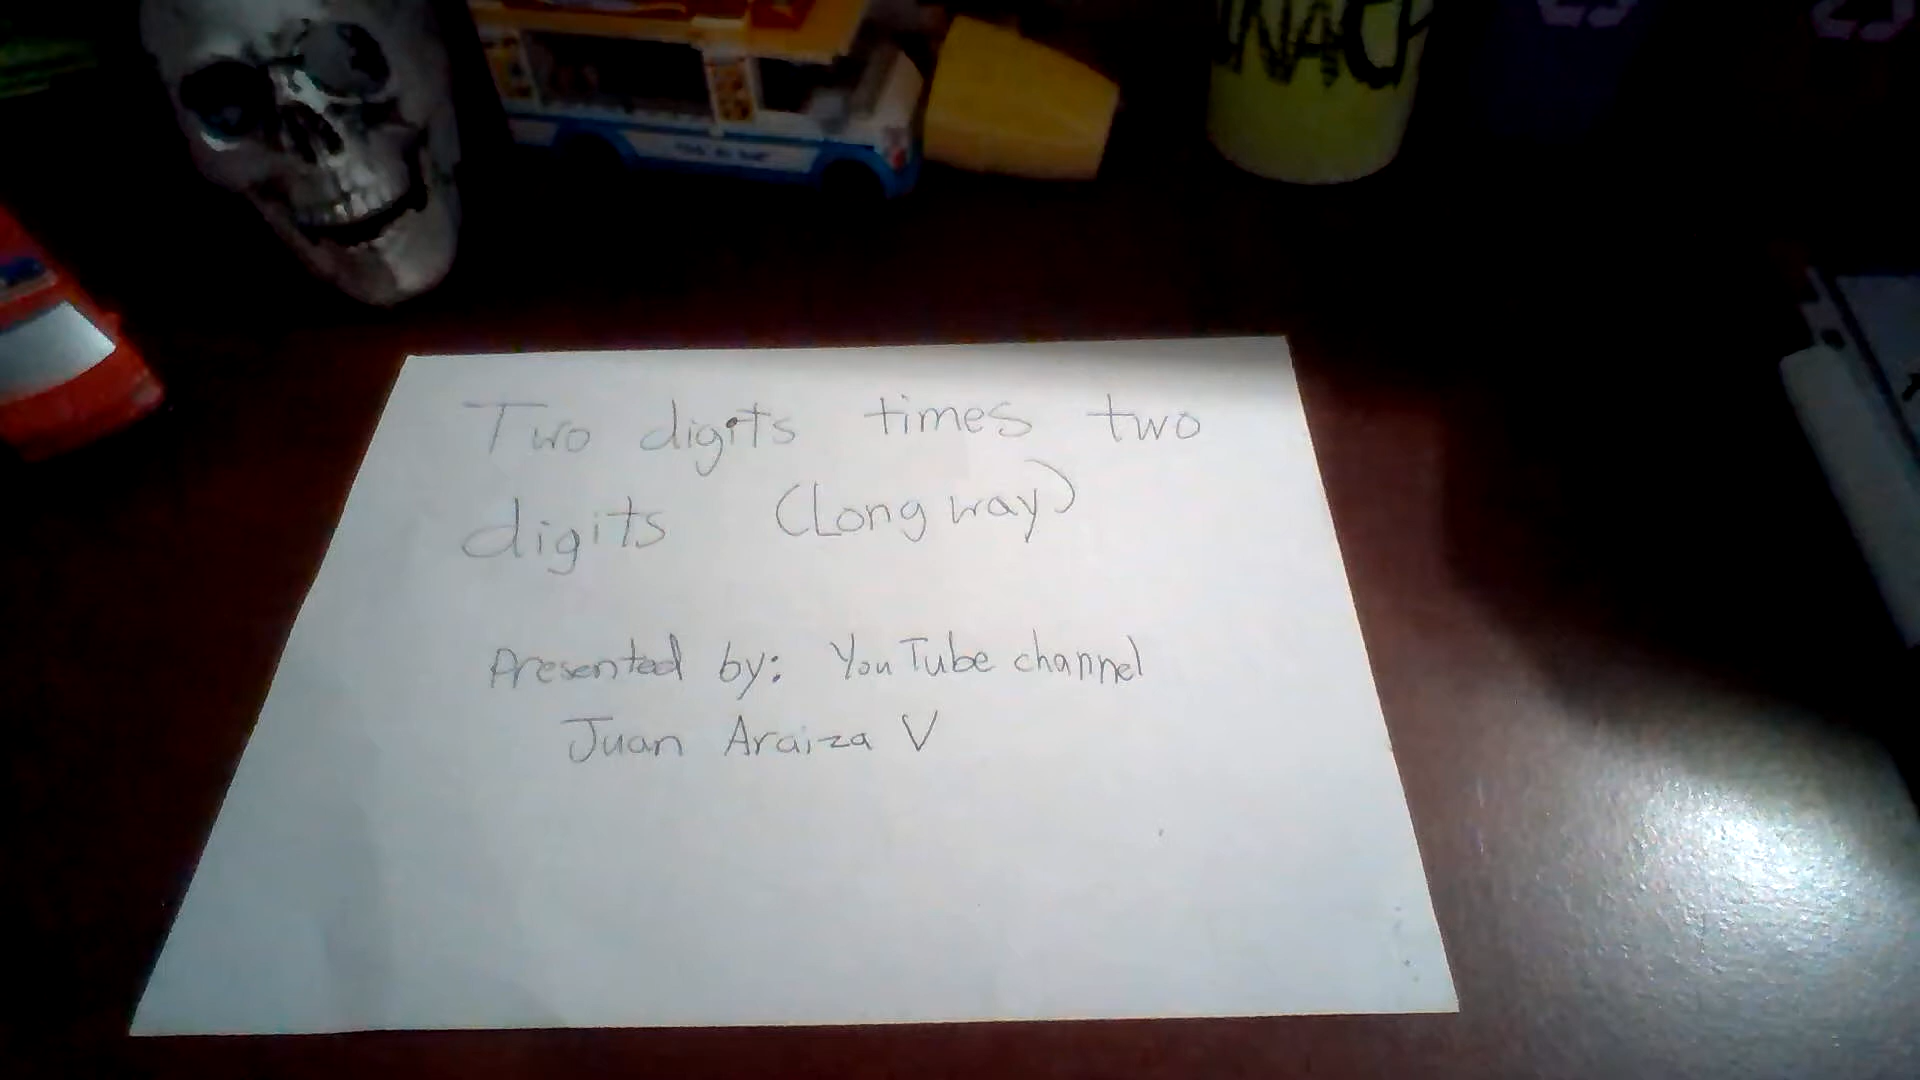 Two digits times two
digits (Long way)
Presented by: YouTube channel
Juan Araiza V